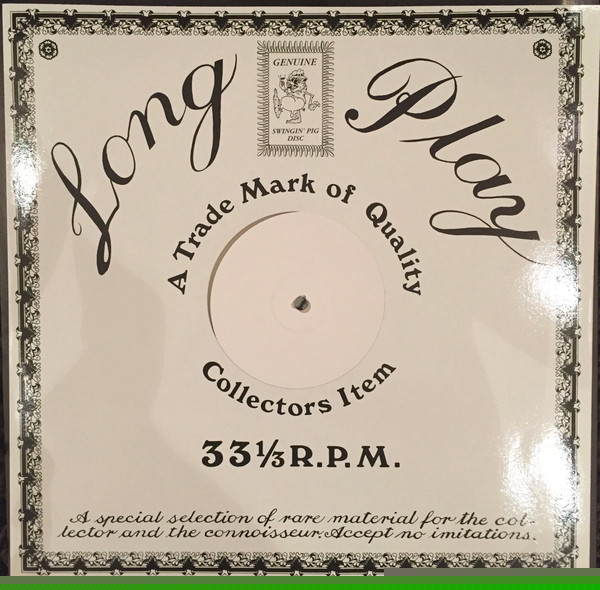 Long Play
GENUINE
SWINGIN' PIG
DISC
A Trade Mark of Quality
Collectors Item
33⅓ R.P.M.
A special selection of rare material for the col-
lector and the connoisseur. Accept no imitations.